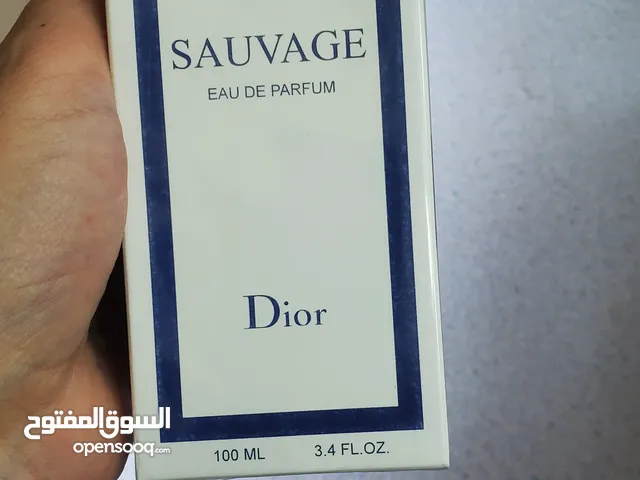 SAUVAGE
EAU DE PARFUM
Dior
السوق المفتوح
opensooq.com
100 ML 3.4 FL.OZ.